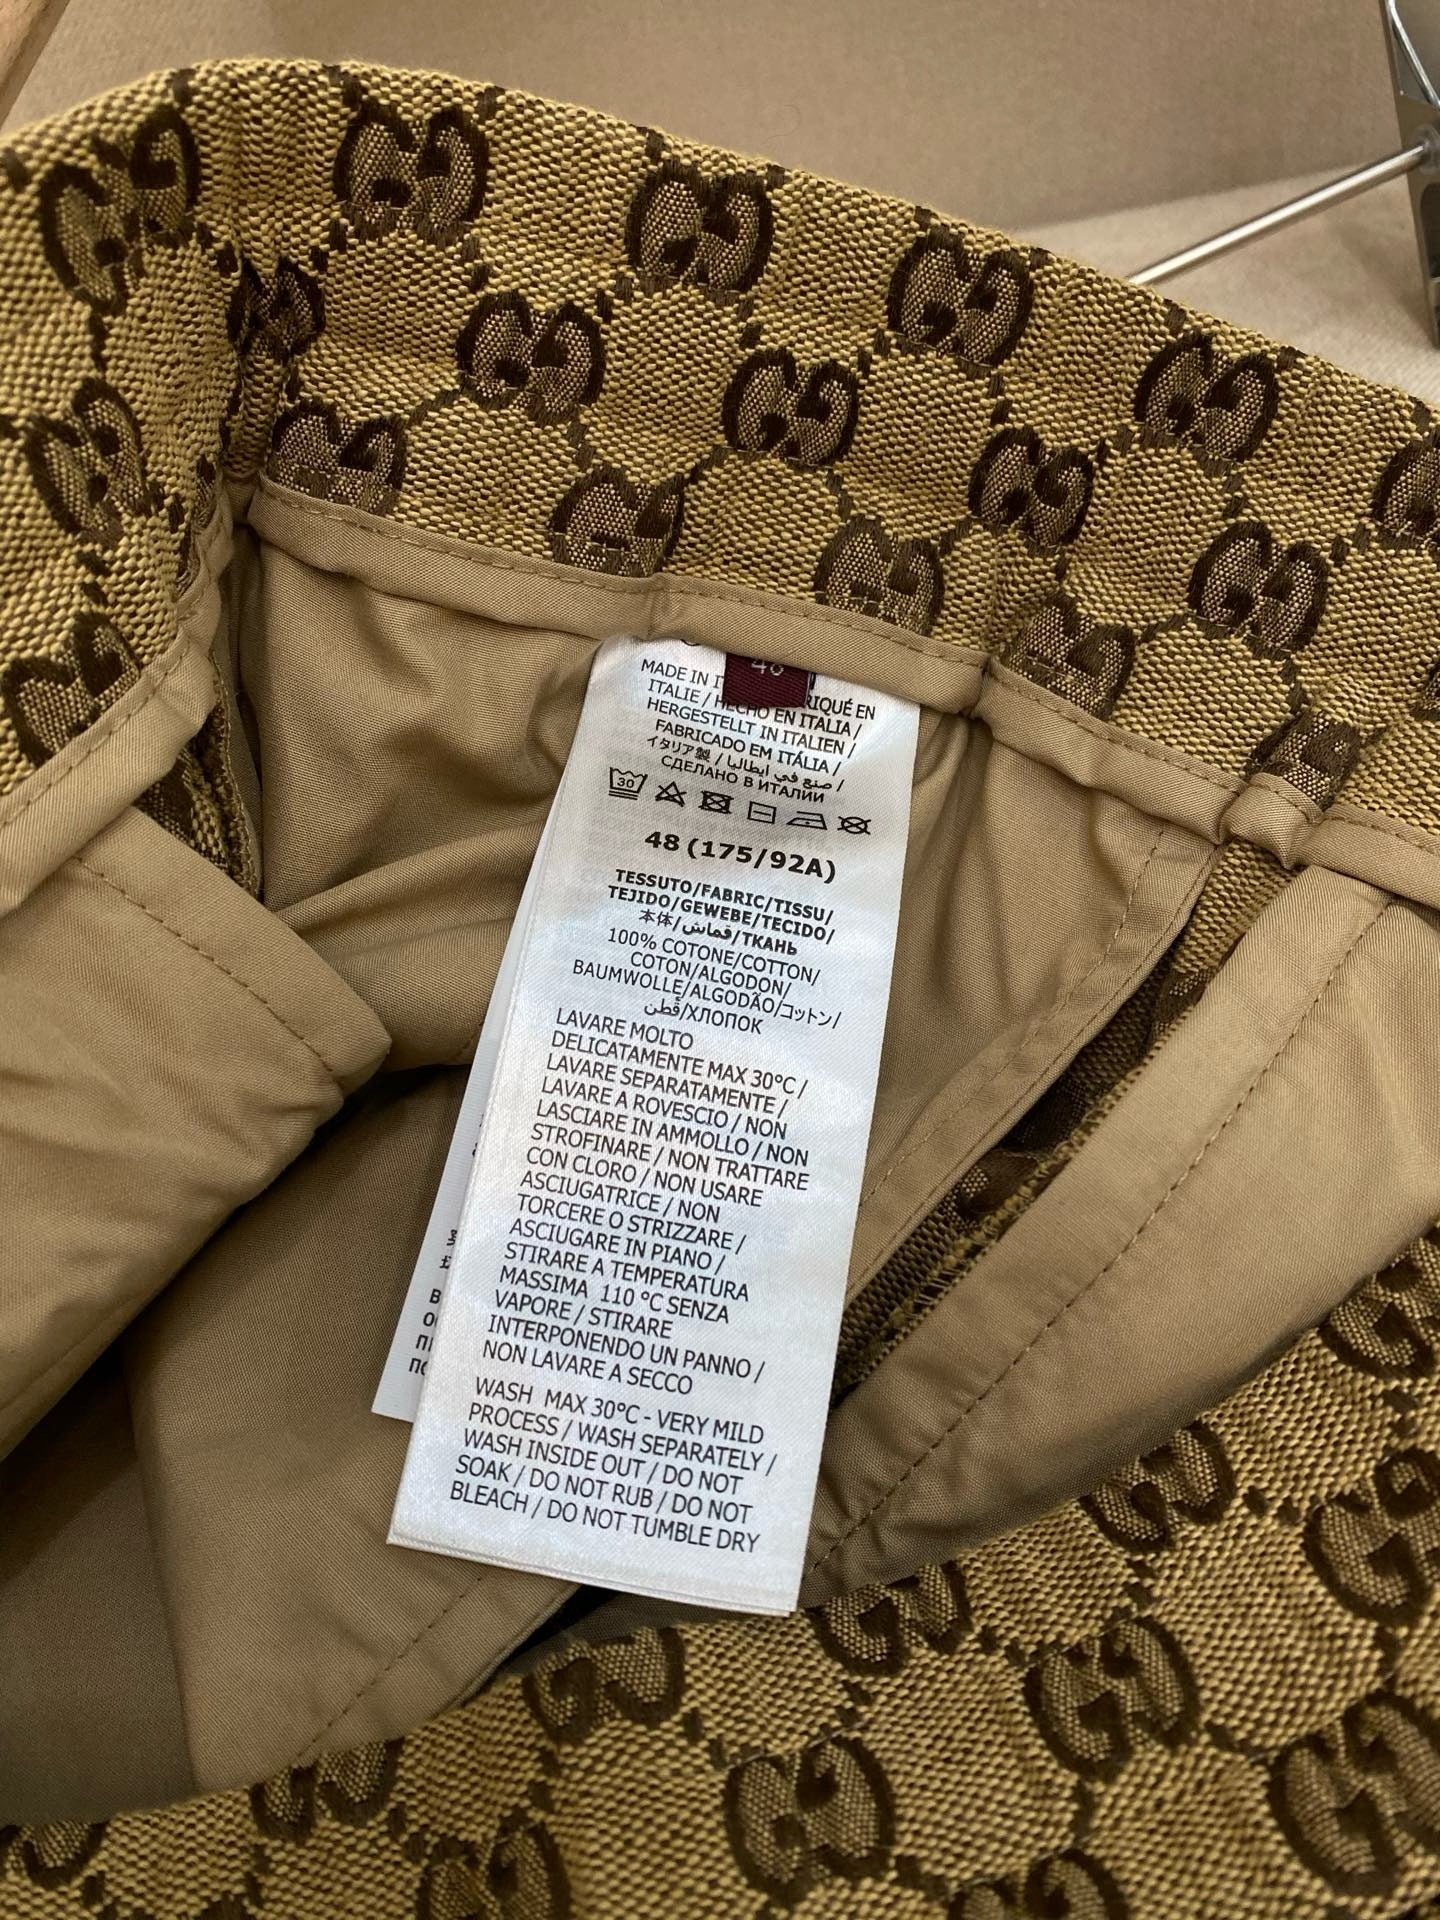 48
MADE IN
RIQUÉ EN
ITALIE / HECHO EN ITALIA /
HERGESTELLT IN ITALIEN /
FABRICADO EM ITÁLIA /
イタリア製 / صنع في ايطاليا /
СДЕЛАНО В ИТАЛИИ
30
48 (175/92A)
TESSUTO/FABRIC/TISSU/
TEJIDO/GEWEBE/TECIDO/
本体/قماش/ТКАНЬ
100% COTONE/COTTON/
COTON/ALGODON/
BAUMWOLLE/ALGODÃO/コットン/
قطن/ХЛОПОК
LAVARE MOLTO
DELICATAMENTE MAX 30°C /
LAVARE SEPARATAMENTE /
LAVARE A ROVESCIO / NON
LASCIARE IN AMMOLLO / NON
STROFINARE / NON TRATTARE
CON CLORO / NON USARE
ASCIUGATRICE / NON
TORCERE O STRIZZARE /
ASCIUGARE IN PIANO /
STIRARE A TEMPERATURA
MASSIMA 110 °C SENZA
VAPORE / STIRARE
INTERPONENDO UN PANNO /
NON LAVARE A SECCO
WASH MAX 30°C - VERY MILD
PROCESS / WASH SEPARATELY /
WASH INSIDE OUT / DO NOT
SOAK / DO NOT RUB / DO NOT
BLEACH / DO NOT TUMBLE DRY